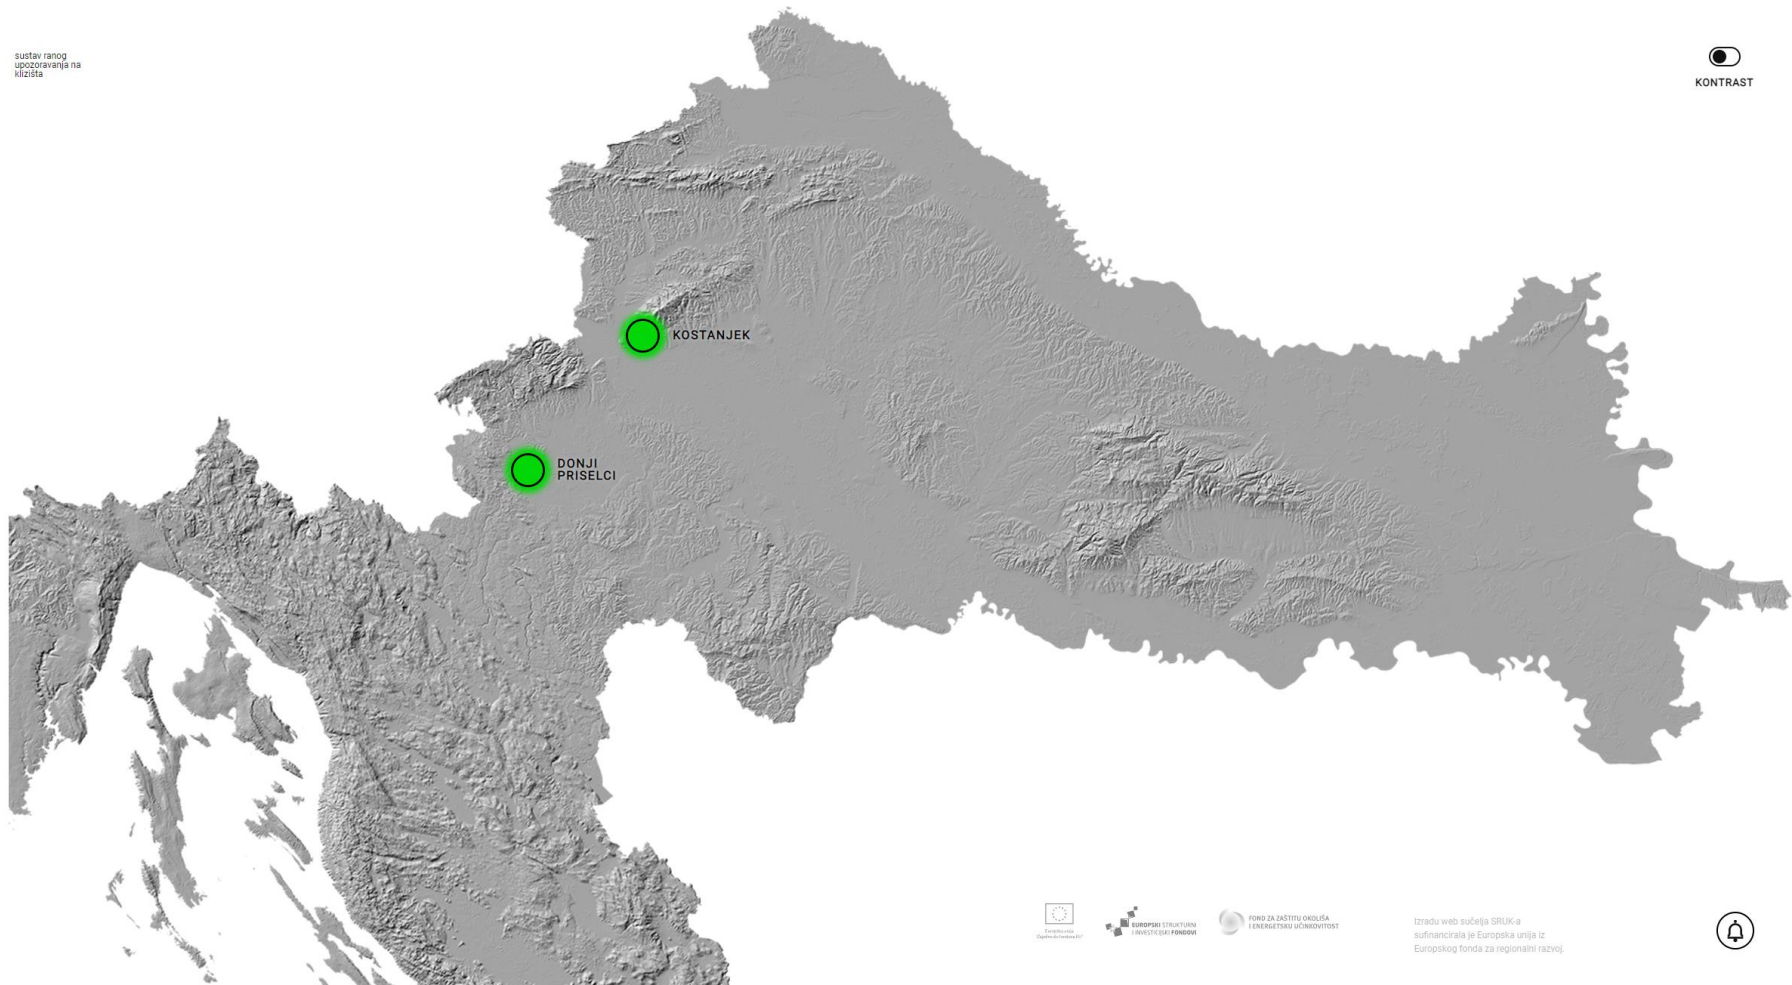 sustav ranog
upozoravanja na
klizišta
KONTRAST
KOSTANJEK
DONJI
PRISELCI
EUROPSKI STRUKTURNI
I INVESTICIJSKI FONDOVI
FOND ZA ZAŠTITU OKOLIŠA
I ENERGETSKU UČINKOVITOST
Izradu web sučelja SRUK-a
sufinancirala je Europska unija iz
Europskog fonda za regionalni razvoj.